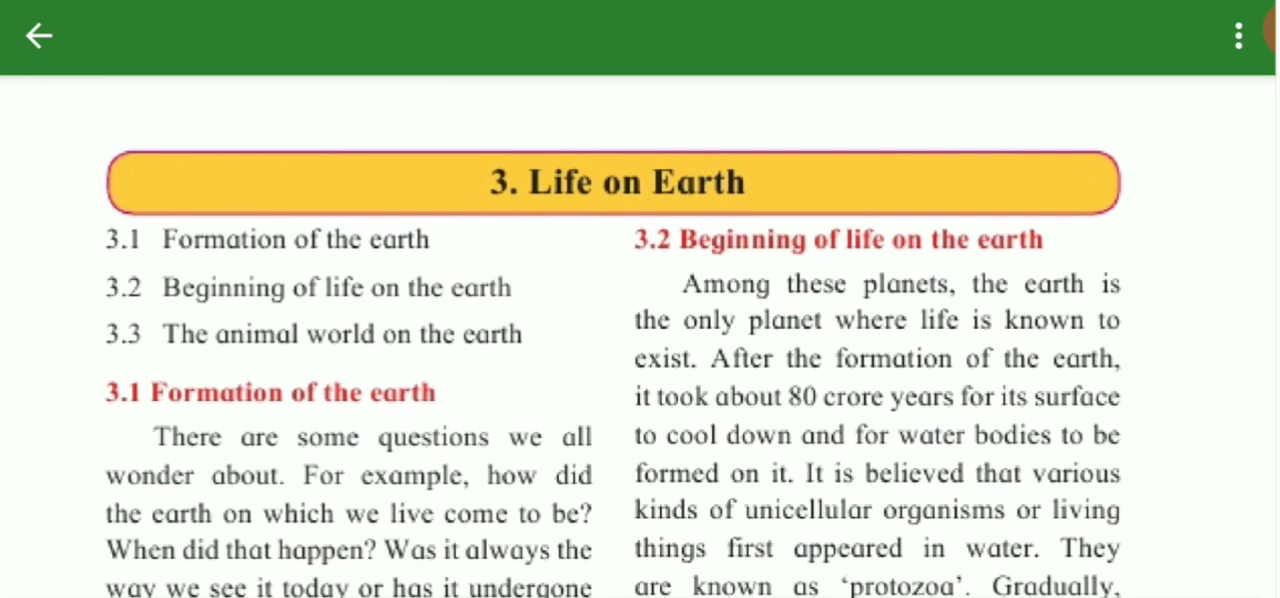 3. Life on Earth
3.1 Formation of the earth
3.2 Beginning of life on the earth
3.3 The animal world on the earth
3.1 Formation of the earth
There are some questions we all
wonder about. For example, how did
the earth on which we live come to be?
When did that happen? Was it always the
way we see it today or has it undergone
3.2 Beginning of life on the earth
Among these planets, the earth is
the only planet where life is known to
exist. After the formation of the earth,
it took about 80 crore years for its surface
to cool down and for water bodies to be
formed on it. It is believed that various
kinds of unicellular organisms or living
things first appeared in water. They
are known as ‘protozoa’. Gradually,